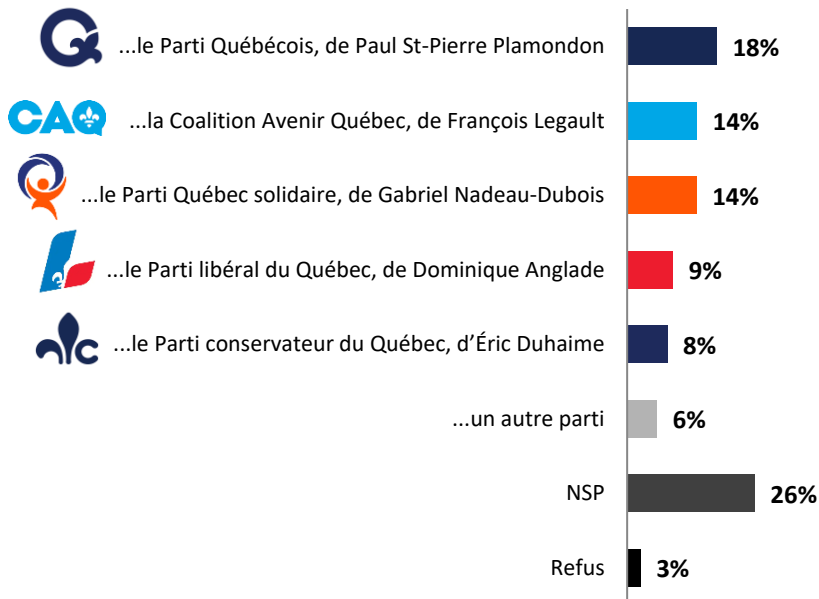 ...le Parti Québécois, de Paul St-Pierre Plamondon 18%
CAQ ...la Coalition Avenir Québec, de François Legault 14%
...le Parti Québec solidaire, de Gabriel Nadeau-Dubois 14%
...le Parti libéral du Québec, de Dominique Anglade 9%
c ...le Parti conservateur du Québec, d’Éric Duhaime 8%
...un autre parti 6%
NSP 26%
Refus 3%